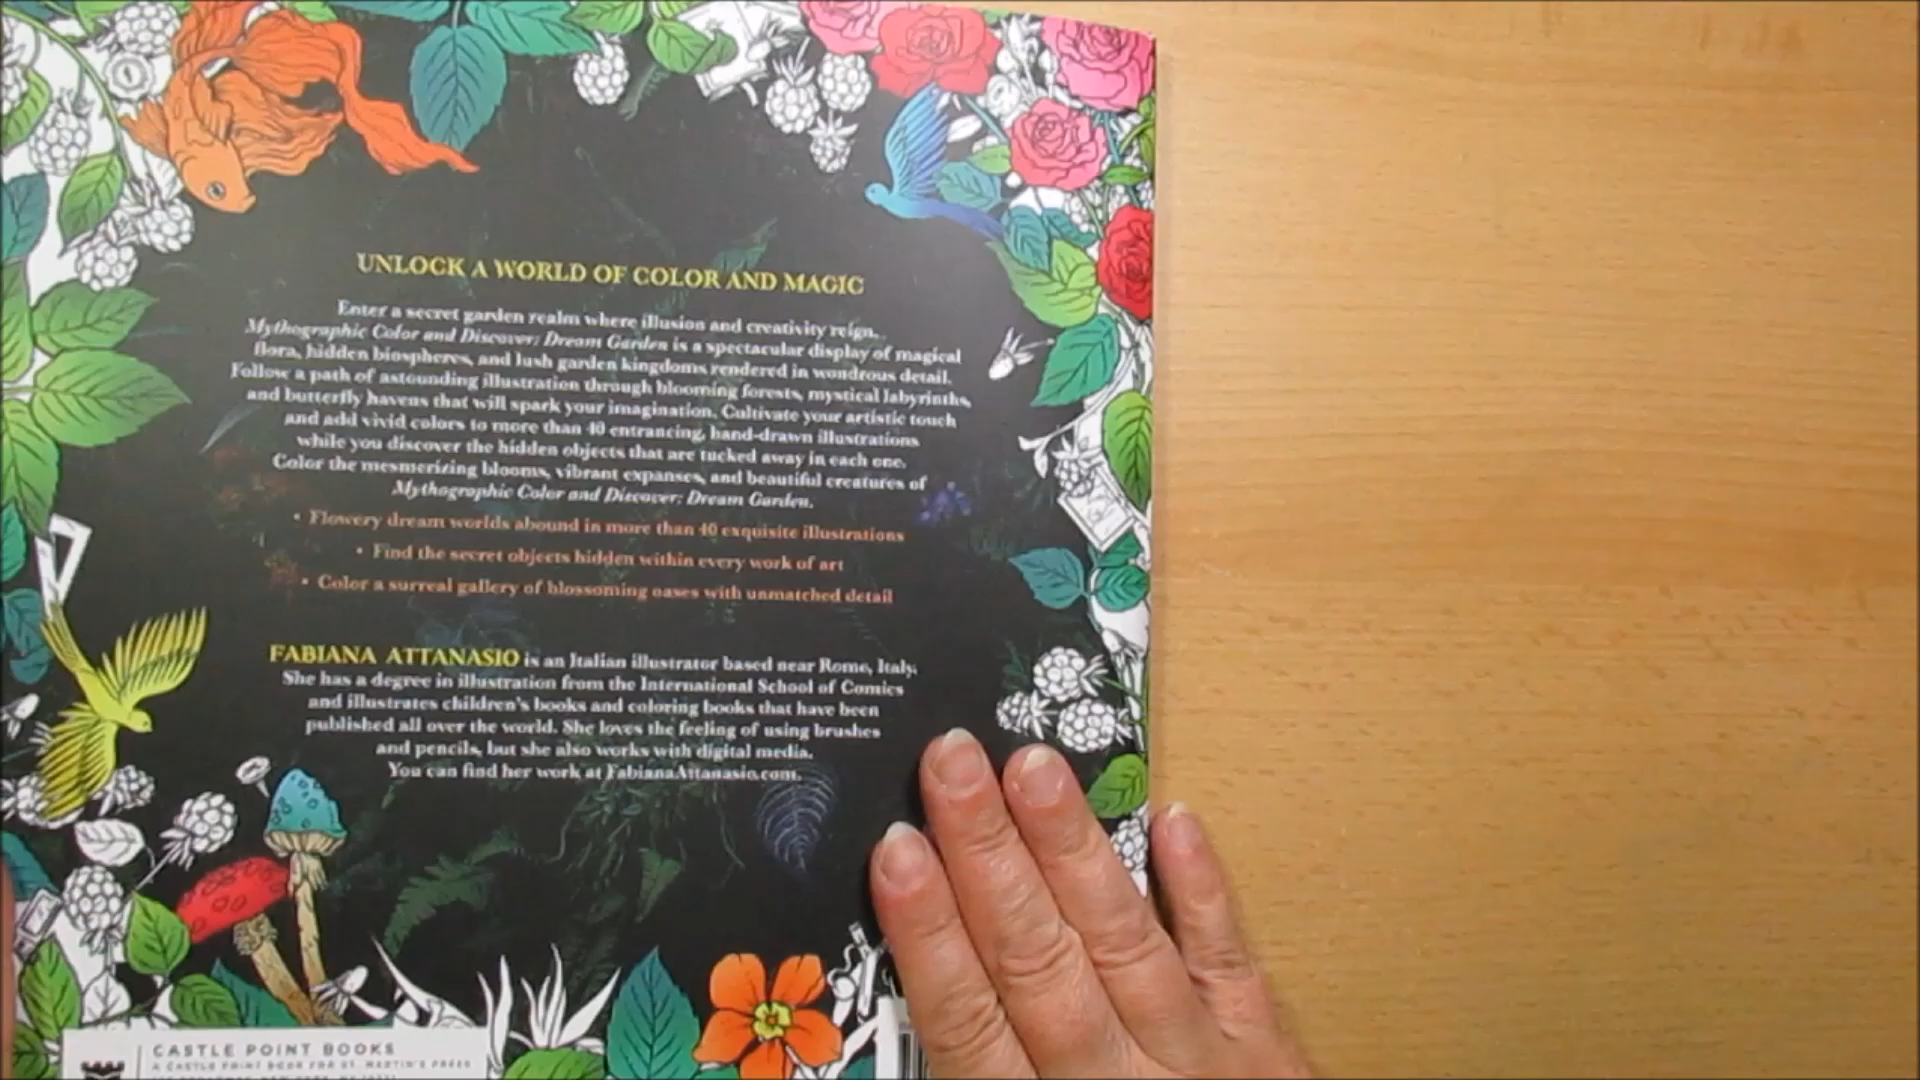 UNLOCK A WORLD OF COLOR AND MAGIC
Enter a secret garden realm where illusion and creativity reign.
Mythographic Color and Discover: Dream Garden is a spectacular display of magical
flora, hidden biospheres, and lush garden kingdoms rendered in wondrous detail.
Follow a path of astounding illustration through blooming forests, mystical labyrinths,
and butterfly havens that will spark your imagination. Cultivate your artistic touch
and add vivid colors to more than 40 entrancing, hand-drawn illustrations
while you discover the hidden objects that are tucked away in each one.
Color the mesmerizing blooms, vibrant expanses, and beautiful creatures of
Mythographic Color and Discover: Dream Garden.
• Flowery dream worlds abound in more than 40 exquisite illustrations
• Find the secret objects hidden within every work of art
• Color a surreal gallery of blossoming oases with unmatched detail
FABIANA ATTANASIO is an Italian illustrator based near Rome, Italy.
She has a degree in illustration from the International School of Comics
and illustrates children's books and coloring books that have been
published all over the world. She loves the feeling of using brushes
and pencils, but she also works with digital media.
You can find her work at FabianaAttanasio.com.
CASTLE POINT BOOKS
A CASTLE POINT BOOK FOR ST. MARTIN'S PRESS